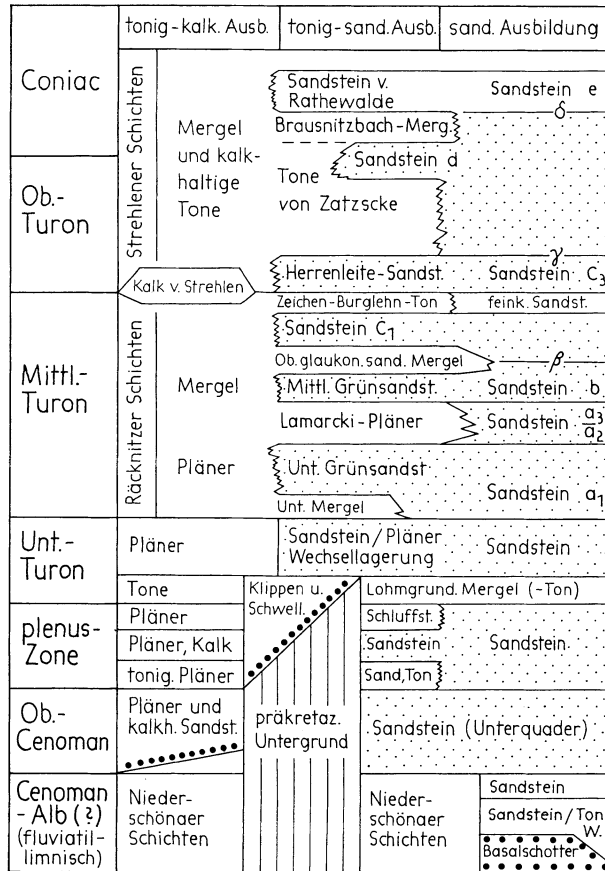 tonig-kalk. Ausb.
tonig-sand. Ausb.
sand. Ausbildung
Coniac
Ob.-
Turon
Mittl.-
Turon
Unt.-
Turon
plenus-
Zone
Ob.-
Cenoman
Cenoman
- Alb (?)
(fluviatil-
limnisch)
Strehlener Schichten
Mergel
und kalk-
haltige
Tone
Kalk v. Strehlen
Räcknitzer Schichten
Mergel
Pläner
Pläner
Tone
Pläner
Pläner, Kalk
tonig. Pläner
Pläner und
kalkh. Sandst.
Nieder-
schönaer
Schichten
Sandstein v.
Rathewalde
Sandstein e
δ
Brausnitzbach-Merg.
Sandstein d
Tone
von Zatzscke
γ
Herrenleite-Sandst.
Sandstein C3
Zeichen-Burglehn-Ton
feink. Sandst.
Sandstein C1
Ob. glaukon. sand. Mergel
β
Mittl. Grünsandst.
Sandstein b
Lamarcki-Pläner
Sandstein a3
a2
Unt. Grünsandst
Sandstein a1
Unt. Mergel
Sandstein / Pläner
Wechsellagerung
Sandstein
Klippen u.
Schwell.
präkretaz.
Untergrund
Lohmgrund. Mergel (-Ton)
Schluffst.
Sandstein
Sand, Ton
Sandstein
Sandstein (Unterquader)
Nieder-
schönaer
Schichten
Sandstein
Sandstein / Ton
W.
Basalschotter